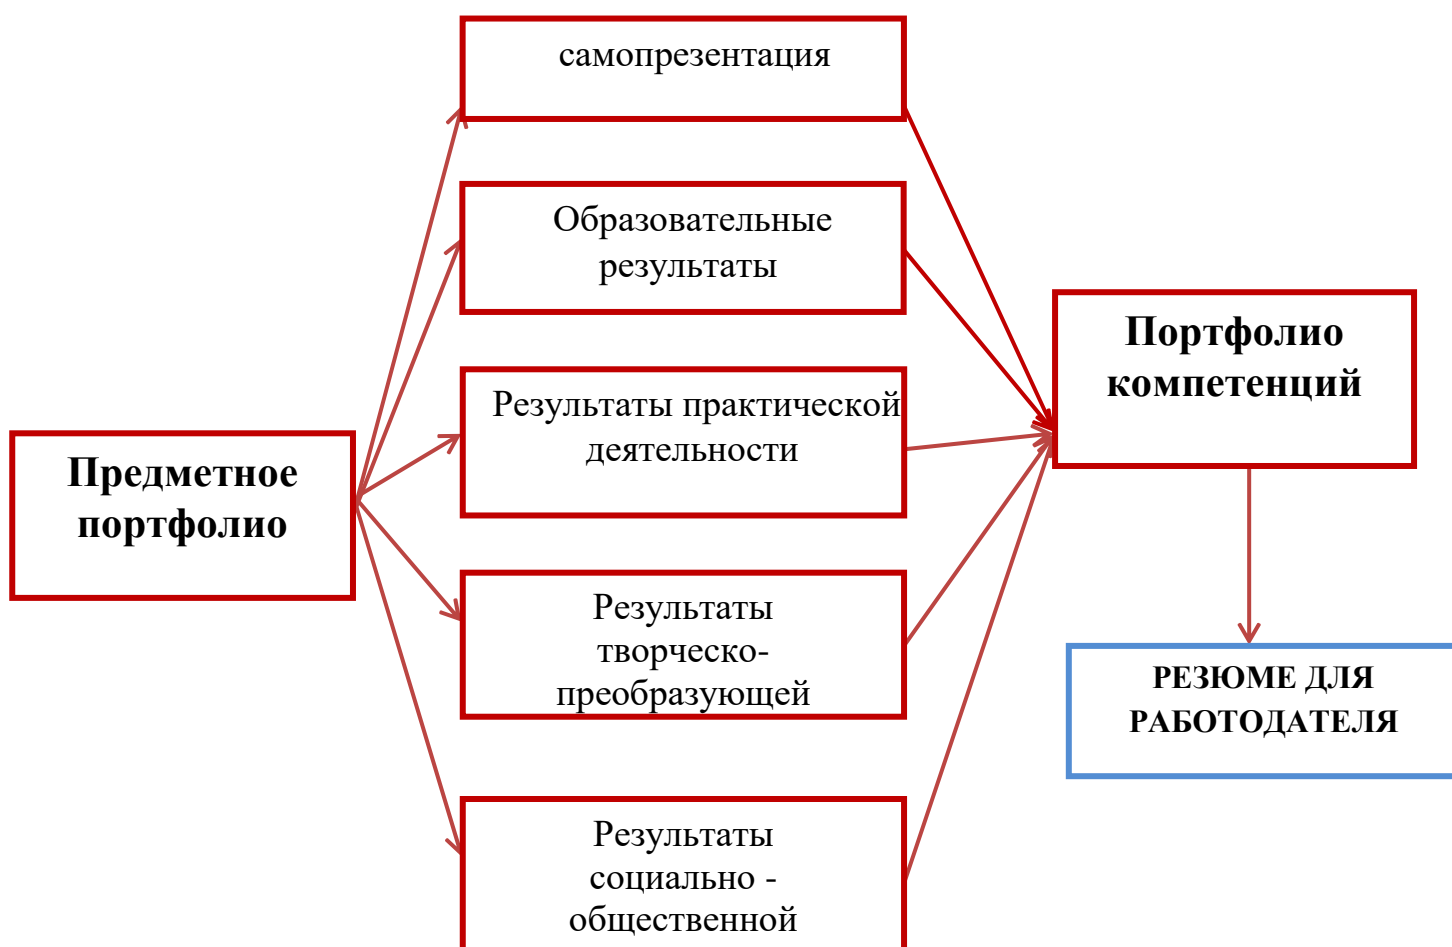 самопрезентация
Образовательные
результаты
Результаты практической
деятельности
Предметное
портфолио
Результаты
творческо-
преобразующей
Результаты
социально -
общественной
Портфолио
компетенций
РЕЗЮМЕ ДЛЯ
РАБОТОДАТЕЛЯ